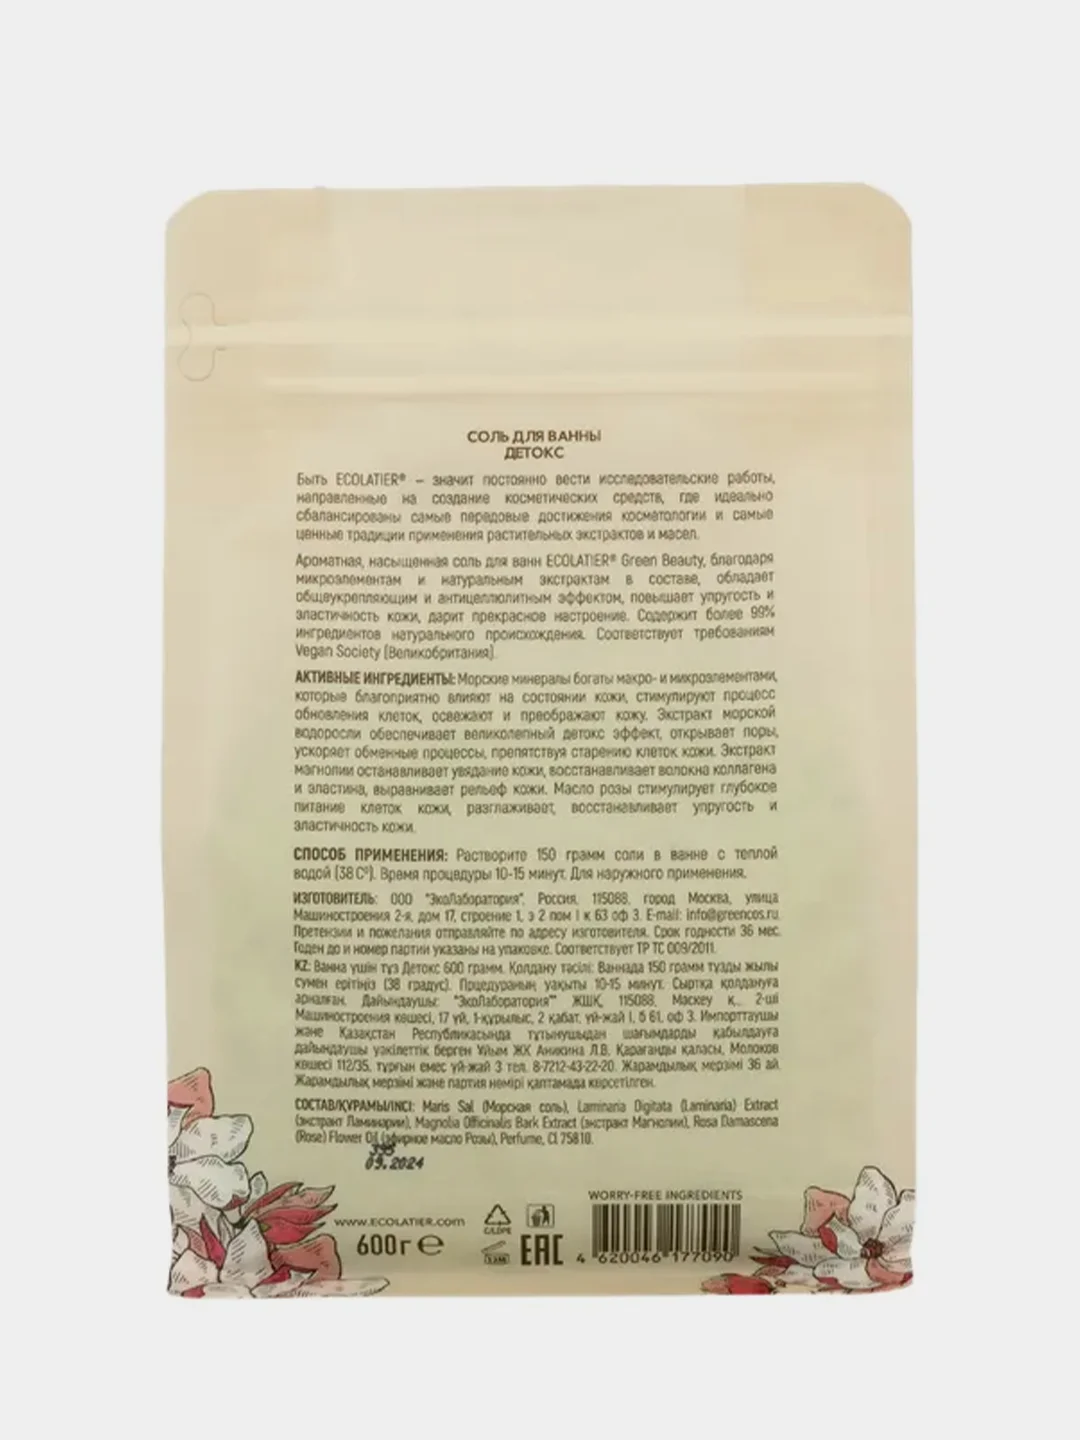 СОЛЬ ДЛЯ ВАННЫ
ДЕТОКС
Быть ECOLATIER® – значит постоянно вести исследовательские работы,
направленные на создание косметических средств, где идеально
сбалансированы самые передовые достижения косметологии и самые
ценные традиции применения растительных экстрактов и масел.
Ароматная, насыщенная соль для ванн ECOLATIER® Green Beauty, благодаря
микроэлементам и натуральным экстрактам в составе, обладает
общеукрепляющим и антицеллюлитным эффектом, повышает упругость и
эластичность кожи, дарит прекрасное настроение. Содержит более 99%
ингредиентов натурального происхождения. Соответствует требованиям
Vegan Society (Великобритания).
АКТИВНЫЕ ИНГРЕДИЕНТЫ: Морские минералы богаты макро- и микроэлементами,
которые благоприятно влияют на состоянии кожи, стимулируют процесс
обновления клеток, освежают и преображают кожу. Экстракт морской
водоросли обеспечивает великолепный детокс эффект, открывает поры,
ускоряет обменные процессы, препятствуя старению клеток кожи. Экстракт
магнолии останавливает увядание кожи, восстанавливает волокна коллагена
и эластина, выравнивает рельеф кожи. Масло розы стимулирует глубокое
питание клеток кожи, разглаживает, восстанавливает упругость и
эластичность кожи.
СПОСОБ ПРИМЕНЕНИЯ: Растворите 150 грамм соли в ванне с теплой
водой (38 С°). Время процедуры 10-15 минут. Для наружного применения.
ИЗГОТОВИТЕЛЬ: ООО "ЭкоЛаборатория", Россия, 115088, город Москва, улица
Машиностроения 2-я, дом 17, строение 1, э 2 пом I к 63 оф 3. E-mail: info@greencos.ru
Претензии и пожелания отправляйте по адресу изготовителя. Срок годности 36 мес.
Годен до и номер партии указаны на упаковке. Соответствует ТР ТС 009/2011.
KZ: Ванна үшін тұз Детокс 600 грамм. Қолдану тәсілі: Ваннада 150 грамм тұзды жылы
сумен ерітіңіз (38 градус). Процедураның уақыты 10-15 минут. Сыртқа қолдануға
арналған. Дайындаушы: "ЭкоЛаборатория"" ЖШҚ, 115088, Мәскеу қ., 2-ші
Машиностроения көшесі, 17 үй, 1-құрылыс, 2 қабат, үй-жай I, б 61, оф 3. Импорттаушы
және Қазақстан Республикасында тұтынушыдан шағымдарды қабылдауға
дайындаушы уәкілеттік берген Ұйым ЖК Аникина Л.В. Қарағанды қаласы, Молоков
көшесі 112/35, тұрғын емес үй-жай 3 тел. 8-7212-43-22-20. Жарамдылық мерзімі 36 ай.
Жарамдылық мерзімі және партия нөмірі қаптамада көрсетілген.
СОСТАВ/ҚҰРАМЫ/INCI: Maris Sal (Морская соль), Laminaria Digitata (Laminaria) Extract
(экстракт Ламинарии), Magnolia Officinalis Bark Extract (экстракт Магнолии), Rosa Damascena
(Rose) Flower Oil (эфирное масло Розы), Perfume, CI 75810.
09.2024
WORRY-FREE INGREDIENTS
www.ECOLATIER.com
C/LDPE
600г ℮
EAC
4 620046 177090